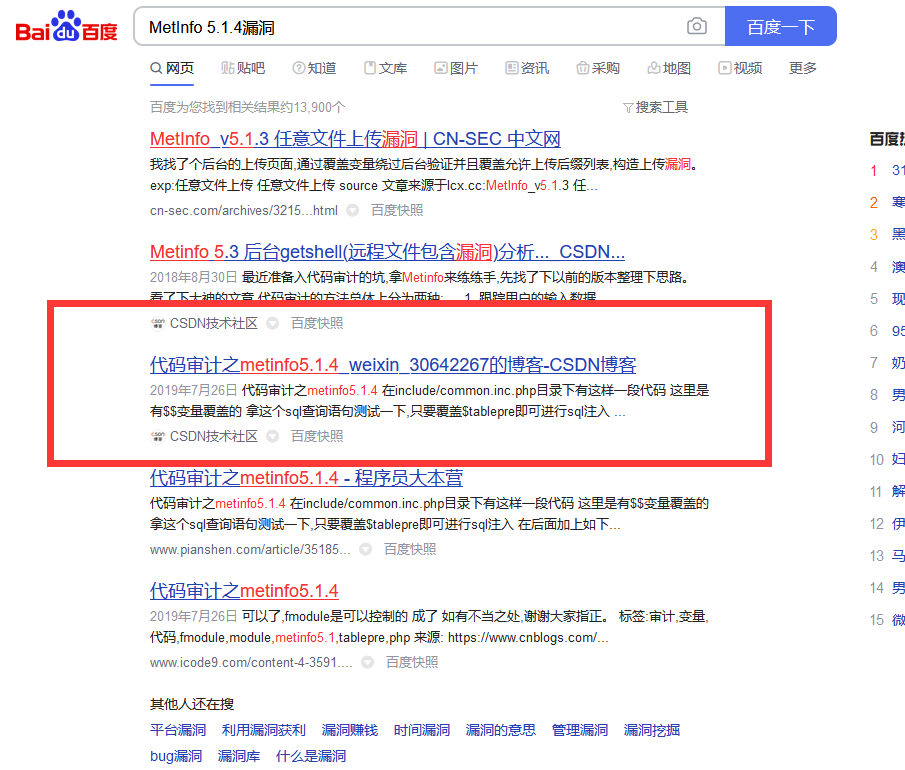 Bai du 百度 MetInfo 5.1.4漏洞 百度一下
网页 贴吧 知道 文库 图片 资讯 采购 地图 视频 更多
百度为您找到相关结果约13,900个 搜索工具
MetInfo_v5.1.3 任意文件上传漏洞 | CN-SEC 中文网
我找了个后台的上传页面,通过覆盖变量绕过后台验证并且覆盖允许上传后缀列表,构造上传漏洞。
exp:任意文件上传 任意文件上传 source 文章来源于lcx.cc:MetInfo_v5.1.3 任...
cn-sec.com/archives/3215...html 百度快照
Metinfo 5.3 后台getshell(远程文件包含漏洞)分析..._CSDN...
2018年8月30日 最近准备入代码审计的坑,拿Metinfo来练练手,先找了下以前的版本整理下思路。
看了下大神的文章,代码审计的方法总体上分为两种: ... 1. 跟踪用户的输入数据
CSDN技术社区 百度快照
代码审计之metinfo5.1.4_weixin_30642267的博客-CSDN博客
2019年7月26日 代码审计之metinfo5.1.4 在include/common.inc.php目录下有这样一段代码 这里是
有$$变量覆盖的 拿这个sql查询语句测试一下,只要覆盖$tablepre即可进行sql注入 ...
CSDN技术社区 百度快照
代码审计之metinfo5.1.4 - 程序员大本营
代码审计之metinfo5.1.4 在include/common.inc.php目录下有这样一段代码 这里是有$$变量覆盖的
拿这个sql查询语句测试一下,只要覆盖$tablepre即可进行sql注入 在后面加上如下...
www.pianshen.com/article/35185... 百度快照
代码审计之metinfo5.1.4
2019年7月26日 可以了,fmodule是可以控制的 成了 如有不当之处,谢谢大家指正。 标签:审计,变量,
代码,fmodule,module,metinfo5.1,tablepre,php 来源: https://www.cnblogs.com/...
www.icode9.com/content-4-3591.... 百度快照
其他人还在搜
平台漏洞 利用漏洞获利 漏洞赚钱 时间漏洞 漏洞的意思 管理漏洞 漏洞挖掘
bug漏洞 漏洞库 什么是漏洞
百度
1 31
2 寒
3 黑
4 澳
5 现
6 95
7 奶
8 男
9 河
10 妇
11 解
12 伊
13 马
14 男
15 微